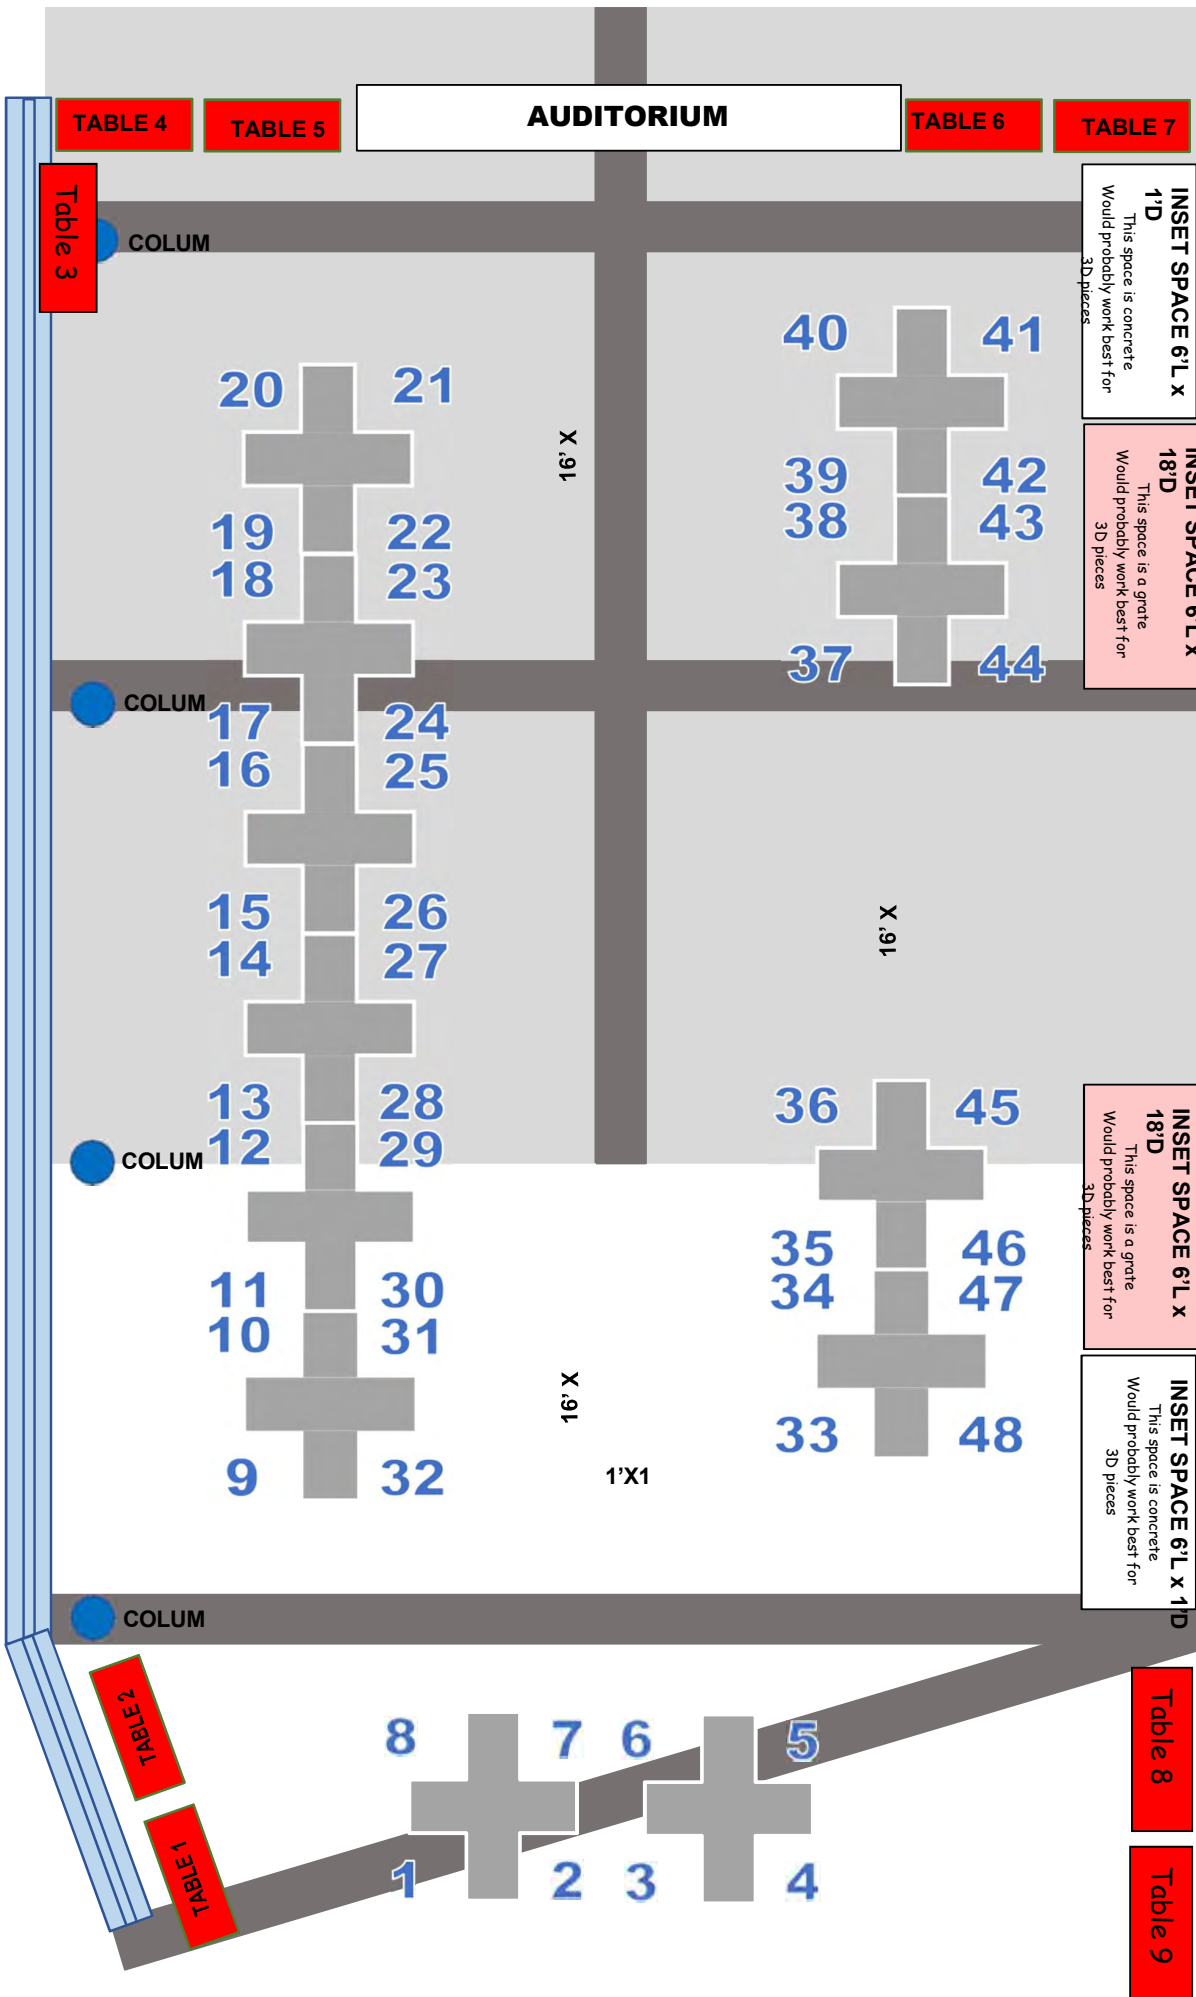 AUDITORIUM
TABLE 4
TABLE 5
TABLE 6
TABLE 7
Table 3
COLUM
INSET SPACE 6'L x
1'D
This space is concrete
Would probably work best for
3D pieces
40
41
20
21
16' X
39
42
38
43
INSET SPACE 6'L x
18'D
This space is a grate
Would probably work best for
3D pieces
19
22
18
23
37
44
COLUM
17
24
16
25
15
26
14
27
16' X
13
28
12
29
COLUM
36
45
35
46
34
47
INSET SPACE 6'L x
18'D
This space is a grate
Would probably work best for
3D pieces
11
30
10
31
16' X
33
48
9
32
1'X1
INSET SPACE 6'L x 1'D
This space is concrete
Would probably work best for
3D pieces
COLUM
TABLE 2
TABLE 1
8
7
6
5
1
2
3
4
Table 8
Table 9